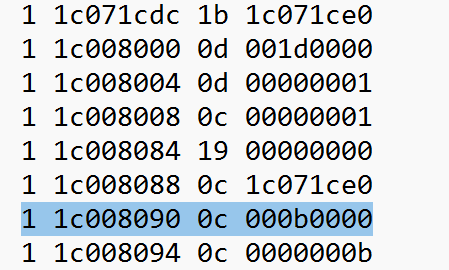 1 1c071cdc 1b 1c071ce0
1 1c008000 0d 001d0000
1 1c008004 0d 00000001
1 1c008008 0c 00000001
1 1c008084 19 00000000
1 1c008088 0c 1c071ce0
1 1c008090 0c 000b0000
1 1c008094 0c 0000000b